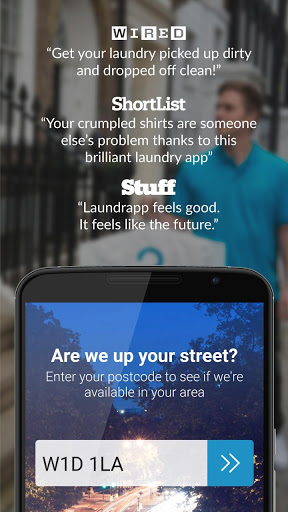 WIRED
“Get your laundry picked up dirty
and dropped off clean!”
ShortList
“Your crumpled shirts are someone
else’s problem thanks to this
brilliant laundry app”
Stuff
“Laundrapp feels good.
It feels like the future.”
Are we up your street?
Enter your postcode to see if we're
available in your area
W1D 1LA